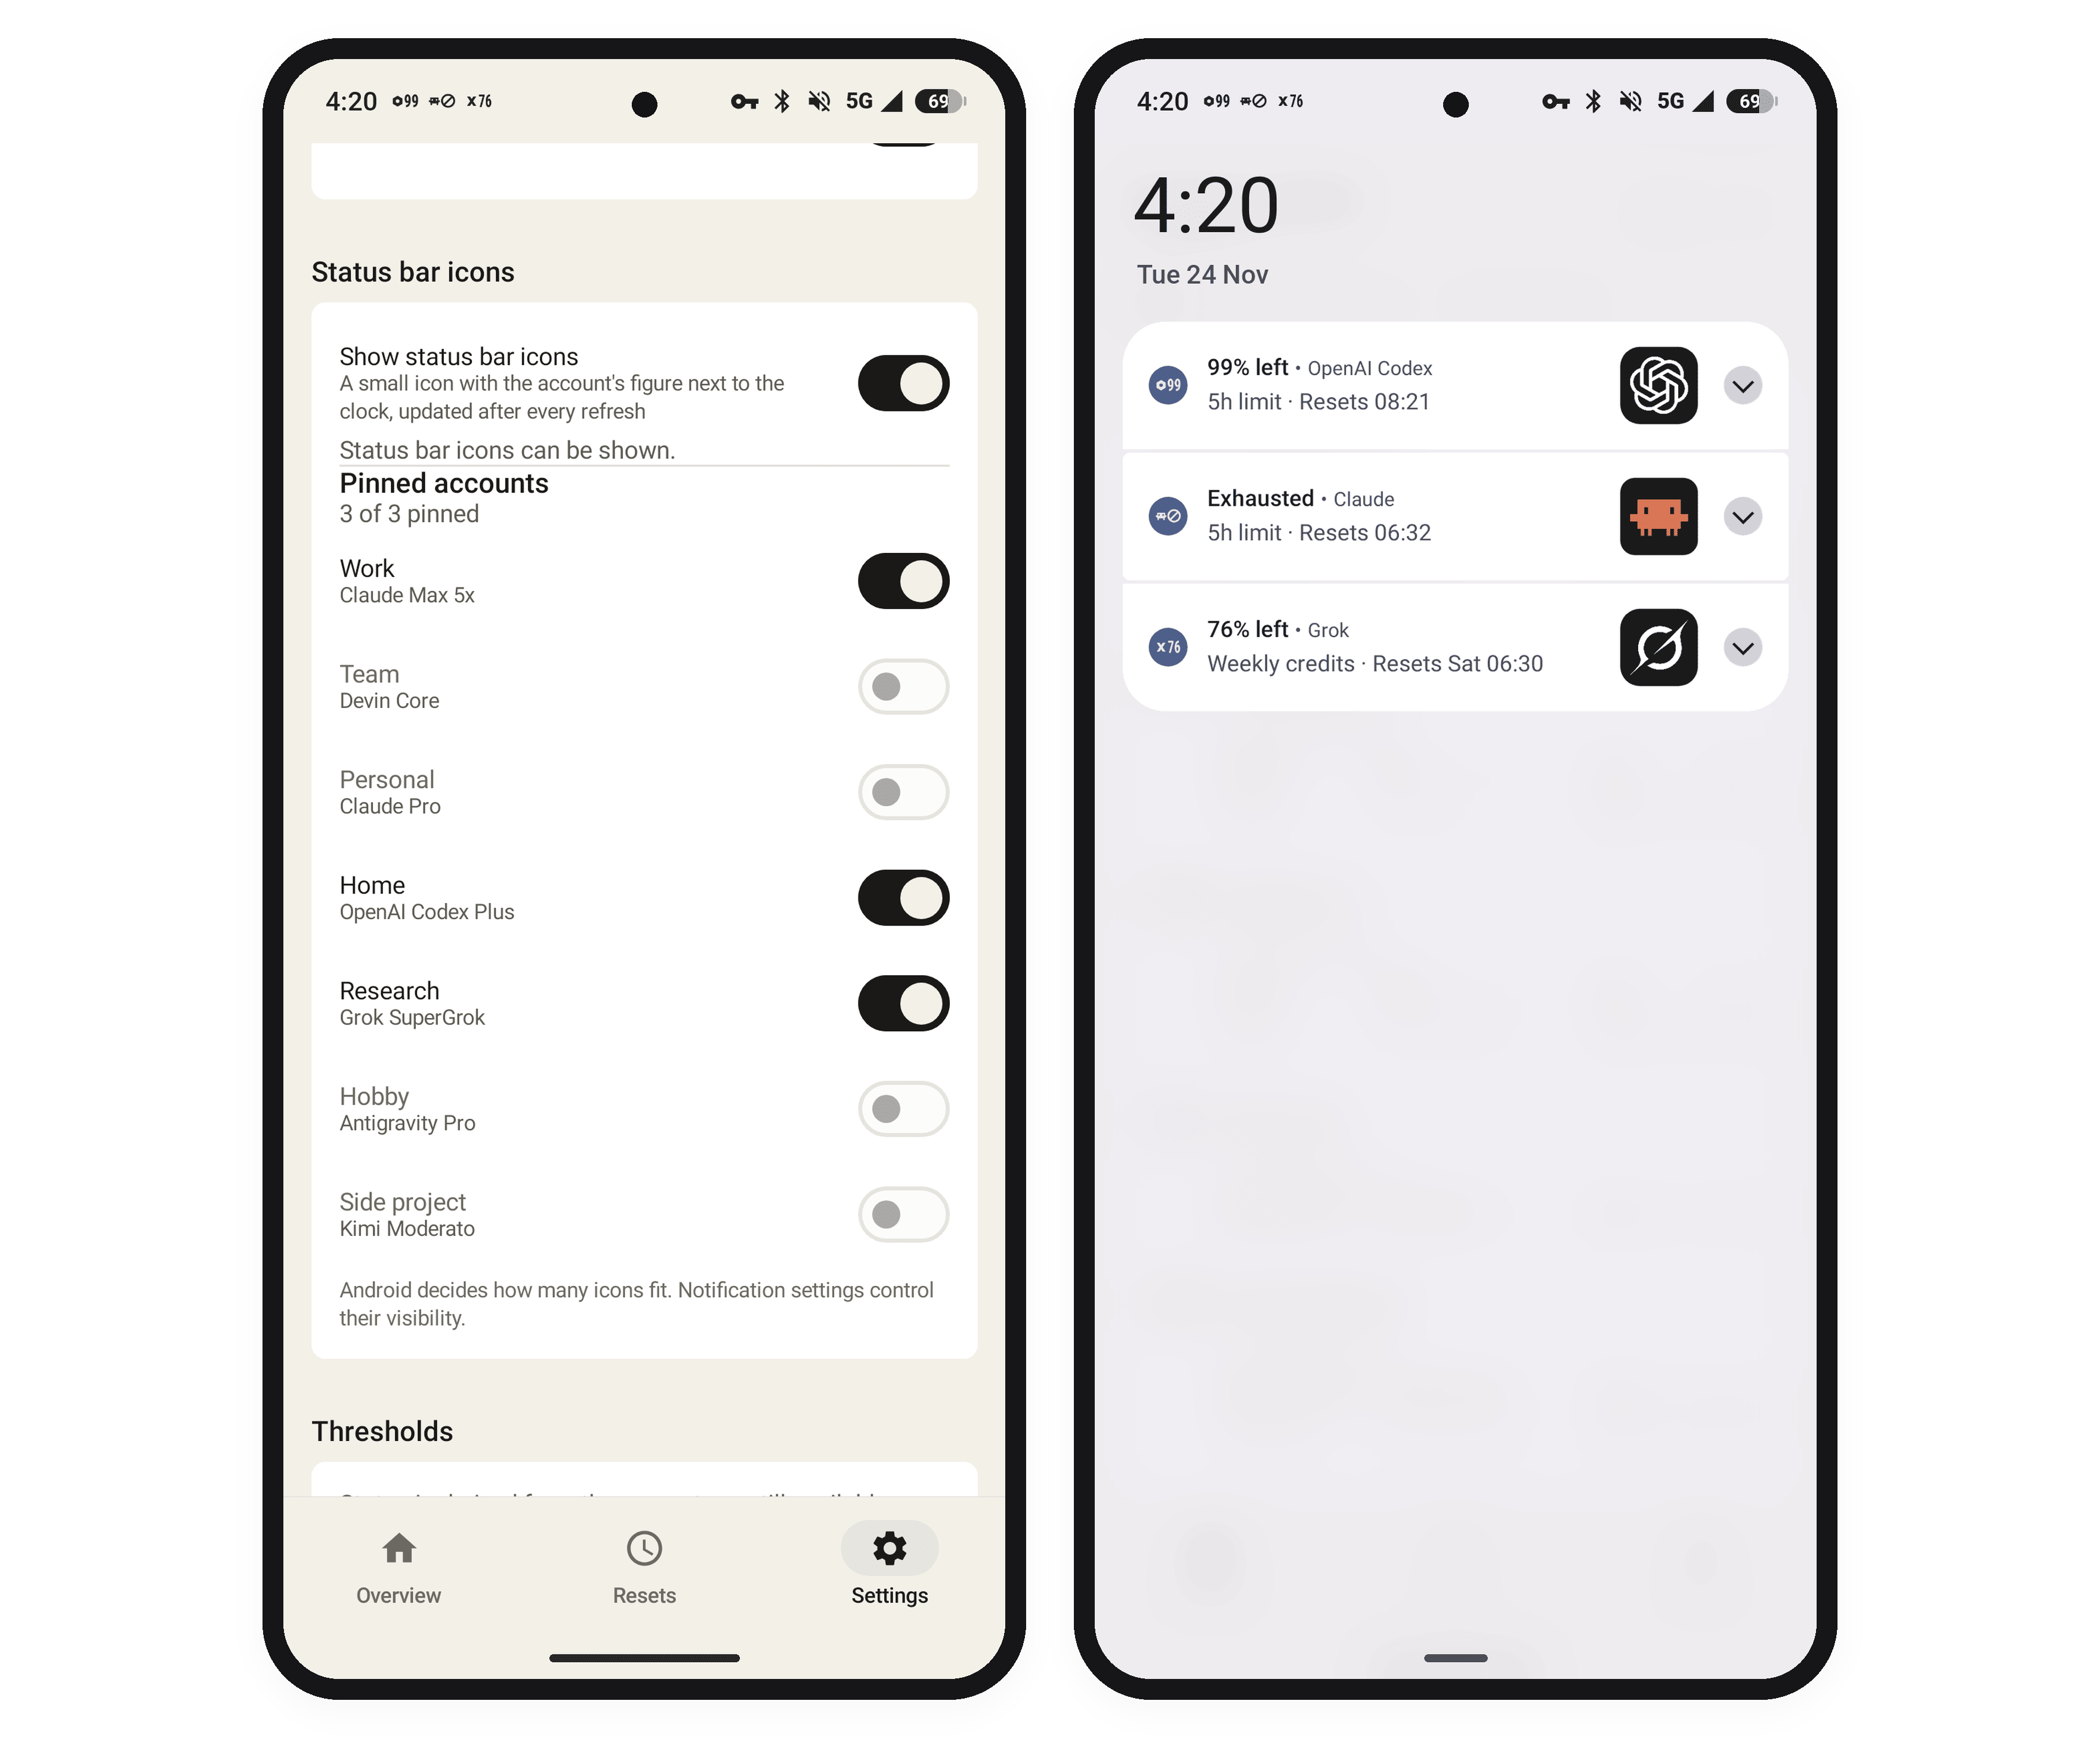 4:20 99 x76 5G 69
Status bar icons
Show status bar icons
A small icon with the account's figure next to the
clock, updated after every refresh
Status bar icons can be shown.
Pinned accounts
3 of 3 pinned
Work
Claude Max 5x
Team
Devin Core
Personal
Claude Pro
Home
OpenAI Codex Plus
Research
Grok SuperGrok
Hobby
Antigravity Pro
Side project
Kimi Moderato
Android decides how many icons fit. Notification settings control
their visibility.
Thresholds
Overview Resets Settings
4:20 99 x76 5G 69
4:20
Tue 24 Nov
99 99% left • OpenAI Codex
5h limit · Resets 08:21
Exhausted • Claude
5h limit · Resets 06:32
x76 76% left • Grok
Weekly credits · Resets Sat 06:30